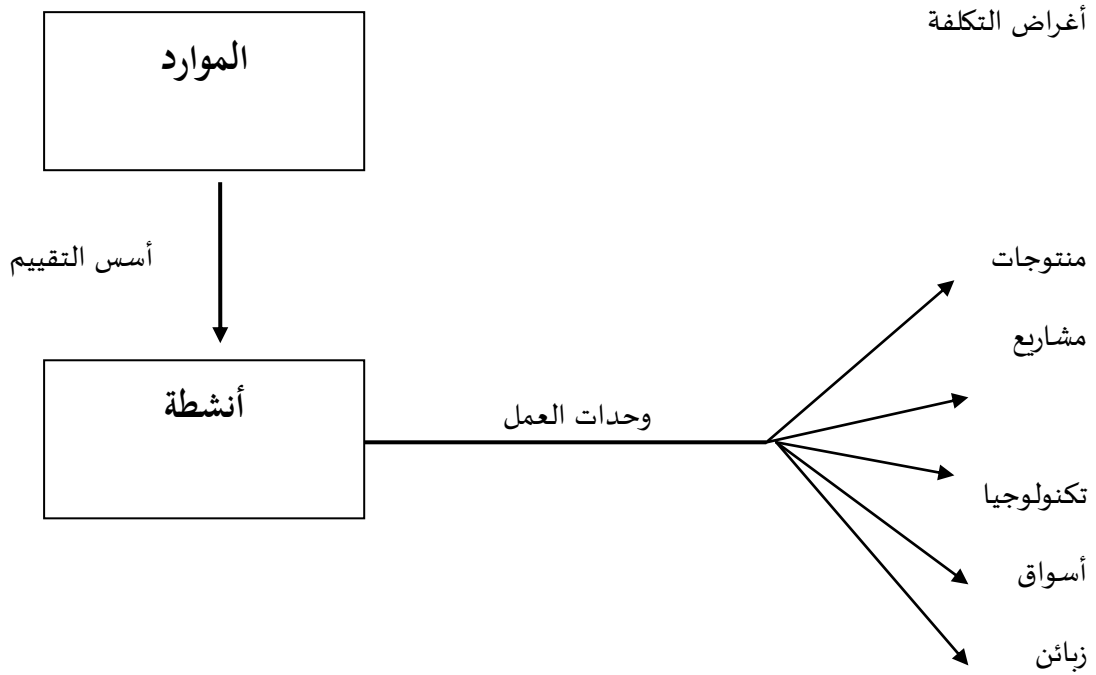 أغراض التكلفة
الموارد
أسس التقييم
منتوجات
مشاريع
أنشطة
وحدات العمل
تكنولوجيا
أسواق
زبائن